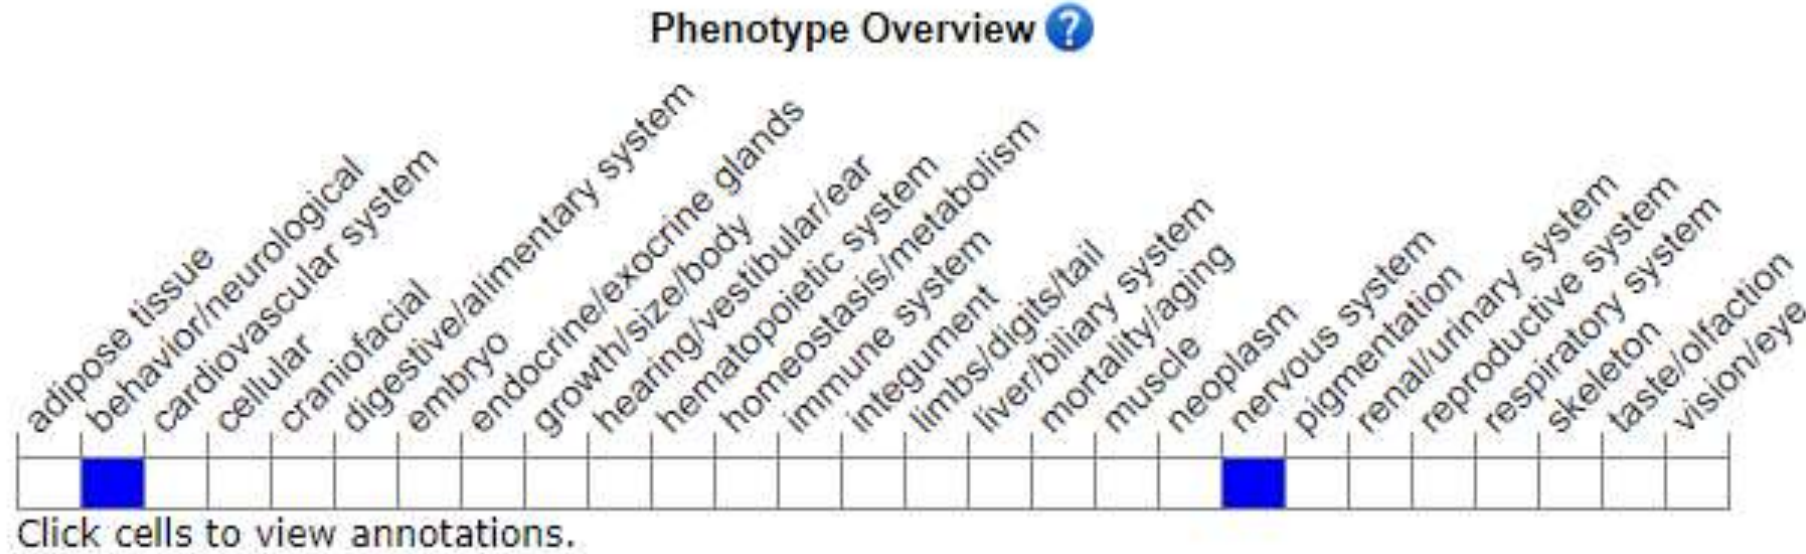 Phenotype Overview ?
adipose tissue
behavior/neurological
cardiovascular system
cellular
craniofacial
digestive/alimentary system
embryo
endocrine/exocrine glands
growth/size/body
hearing/vestibular/ear
hematopoietic system
homeostasis/metabolism
immune system
integument
limbs/digits/tail
liver/biliary system
mortality/aging
muscle
neoplasm
nervous system
pigmentation
renal/urinary system
reproductive system
respiratory system
skeleton
taste/olfaction
vision/eye
Click cells to view annotations.